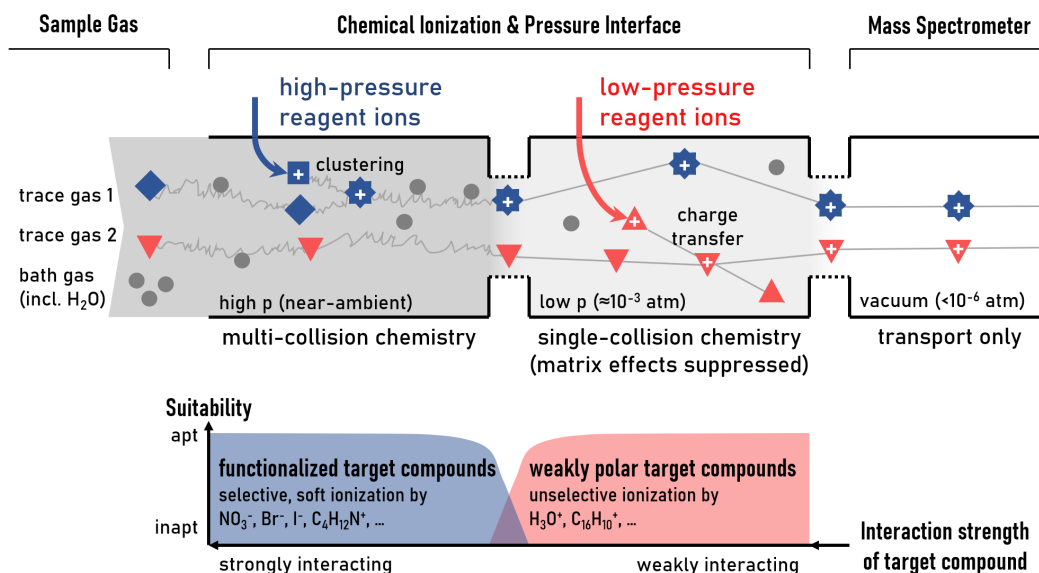 Sample Gas
Chemical Ionization & Pressure Interface
Mass Spectrometer
high-pressure
reagent ions
low-pressure
reagent ions
clustering
trace gas 1
trace gas 2
charge
transfer
bath gas
(incl. H₂O)
high p (near-ambient)
low p (≈10⁻³ atm)
vacuum (<10⁻⁶ atm)
multi-collision chemistry
single-collision chemistry
(matrix effects suppressed)
transport only
Suitability
apt
functionalized target compounds
selective, soft ionization by
NO₃⁻, Br⁻, I⁻, C₄H₁₂N⁺, ...
weakly polar target compounds
unselective ionization by
H₃O⁺, C₁₆H₁₀⁺, ...
inapt
strongly interacting
weakly interacting
Interaction strength
of target compound